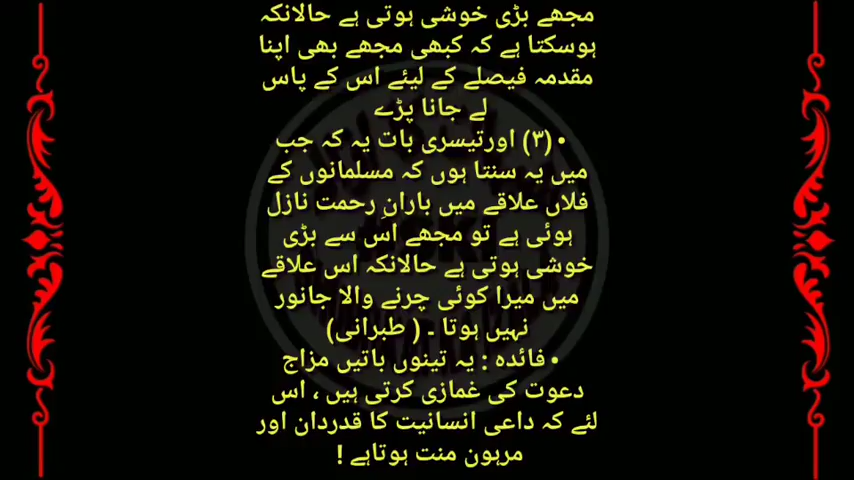 مجھے بڑی خوشی ہوتی ہے حالانکہ
ہوسکتا ہے کہ کبھی مجھے بھی اپنا
مقدمہ فیصلے کے لیئے اس کے پاس
لے جانا پڑے
• (۳) اورتیسری بات یہ کہ جب
میں یہ سنتا ہوں کہ مسلمانوں کے
فلاں علاقے میں بارانِ رحمت نازل
ہوئی ہے تو مجھے اس سے بڑی
خوشی ہوتی ہے حالانکہ اس علاقے
میں میرا کوئی چرنے والا جانور
نہیں ہوتا ۔ ( طبرانی)
• فائدہ : یہ تینوں باتیں مزاج
دعوت کی غمازی کرتی ہیں ، اس
لئے کہ داعی انسانیت کا قدردان اور
مرہون منت ہوتاہے !